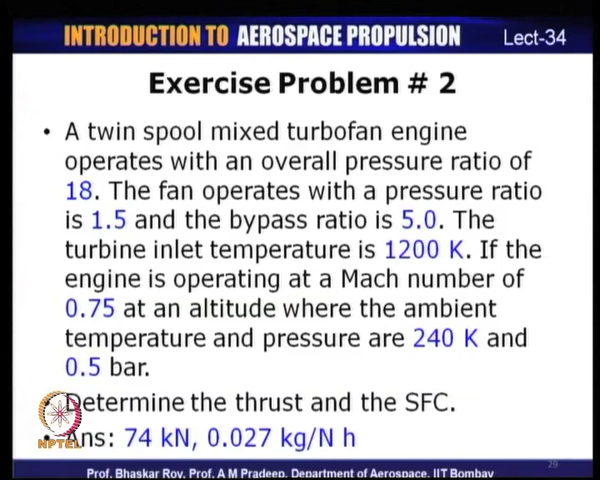 INTRODUCTION TO AEROSPACE PROPULSION Lect-34
Exercise Problem # 2
• A twin spool mixed turbofan engine
operates with an overall pressure ratio of
18. The fan operates with a pressure ratio
is 1.5 and the bypass ratio is 5.0. The
turbine inlet temperature is 1200 K. If the
engine is operating at a Mach number of
0.75 at an altitude where the ambient
temperature and pressure are 240 K and
0.5 bar.
• Determine the thrust and the SFC.
• Ans: 74 kN, 0.027 kg/N h
NPTEL
29
Prof. Bhaskar Roy, Prof. A M Pradeep, Department of Aerospace, IIT Bombay